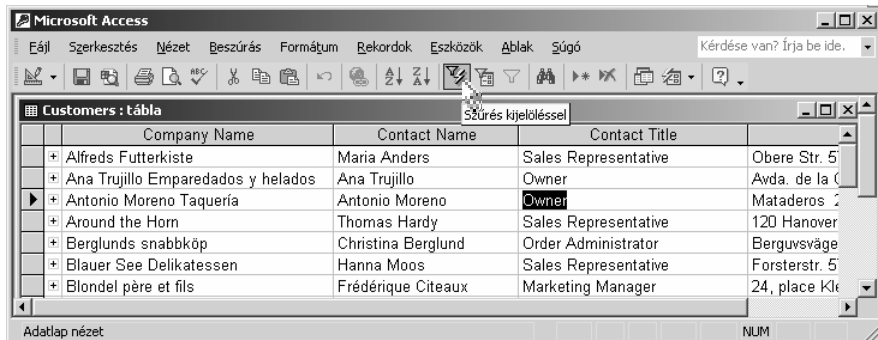 Microsoft Access
Fájl Szerkesztés Nézet Beszúrás Formátum Rekordok Eszközök Ablak Súgó Kérdése van? Írja be ide.
Customers : tábla
Szűrés kijelöléssel
Company Name Contact Name Contact Title
Alfreds Futterkiste Maria Anders Sales Representative Obere Str. 5
Ana Trujillo Emparedados y helados Ana Trujillo Owner Avda. de la
Antonio Moreno Taquería Antonio Moreno Owner Mataderos 2
Around the Horn Thomas Hardy Sales Representative 120 Hanover
Berglunds snabbköp Christina Berglund Order Administrator Berguvsväge
Blauer See Delikatessen Hanna Moos Sales Representative Forsterstr. 5
Blondel père et fils Frédérique Citeaux Marketing Manager 24, place Klé
Adatlap nézet NUM